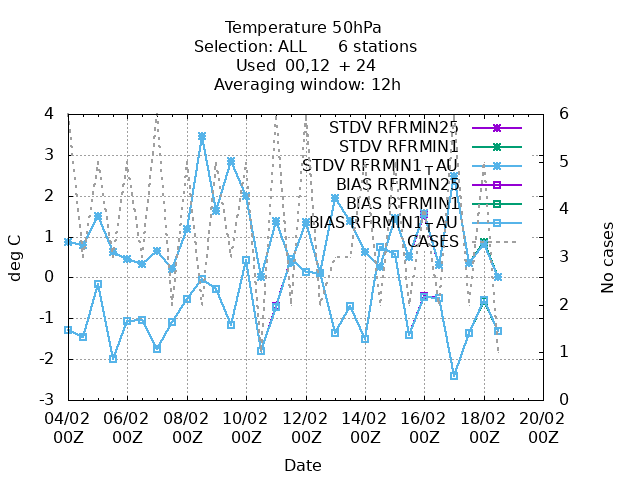 Temperature 50hPa
Selection: ALL      6 stations
Used  00,12  + 24
Averaging window: 12h
4
3
2
1
0
-1
-2
-3
deg C
6
5
4
3
2
1
0
No cases
STDV RFRMIN25
STDV RFRMIN1
STDV RFRMIN1_AU
BIAS RFRMIN25
BIAS RFRMIN1
BIAS RFRMIN1_AU
CASES
04/02 06/02 08/02 10/02 12/02 14/02 16/02 18/02 20/02
00Z 00Z 00Z 00Z 00Z 00Z 00Z 00Z 00Z
Date